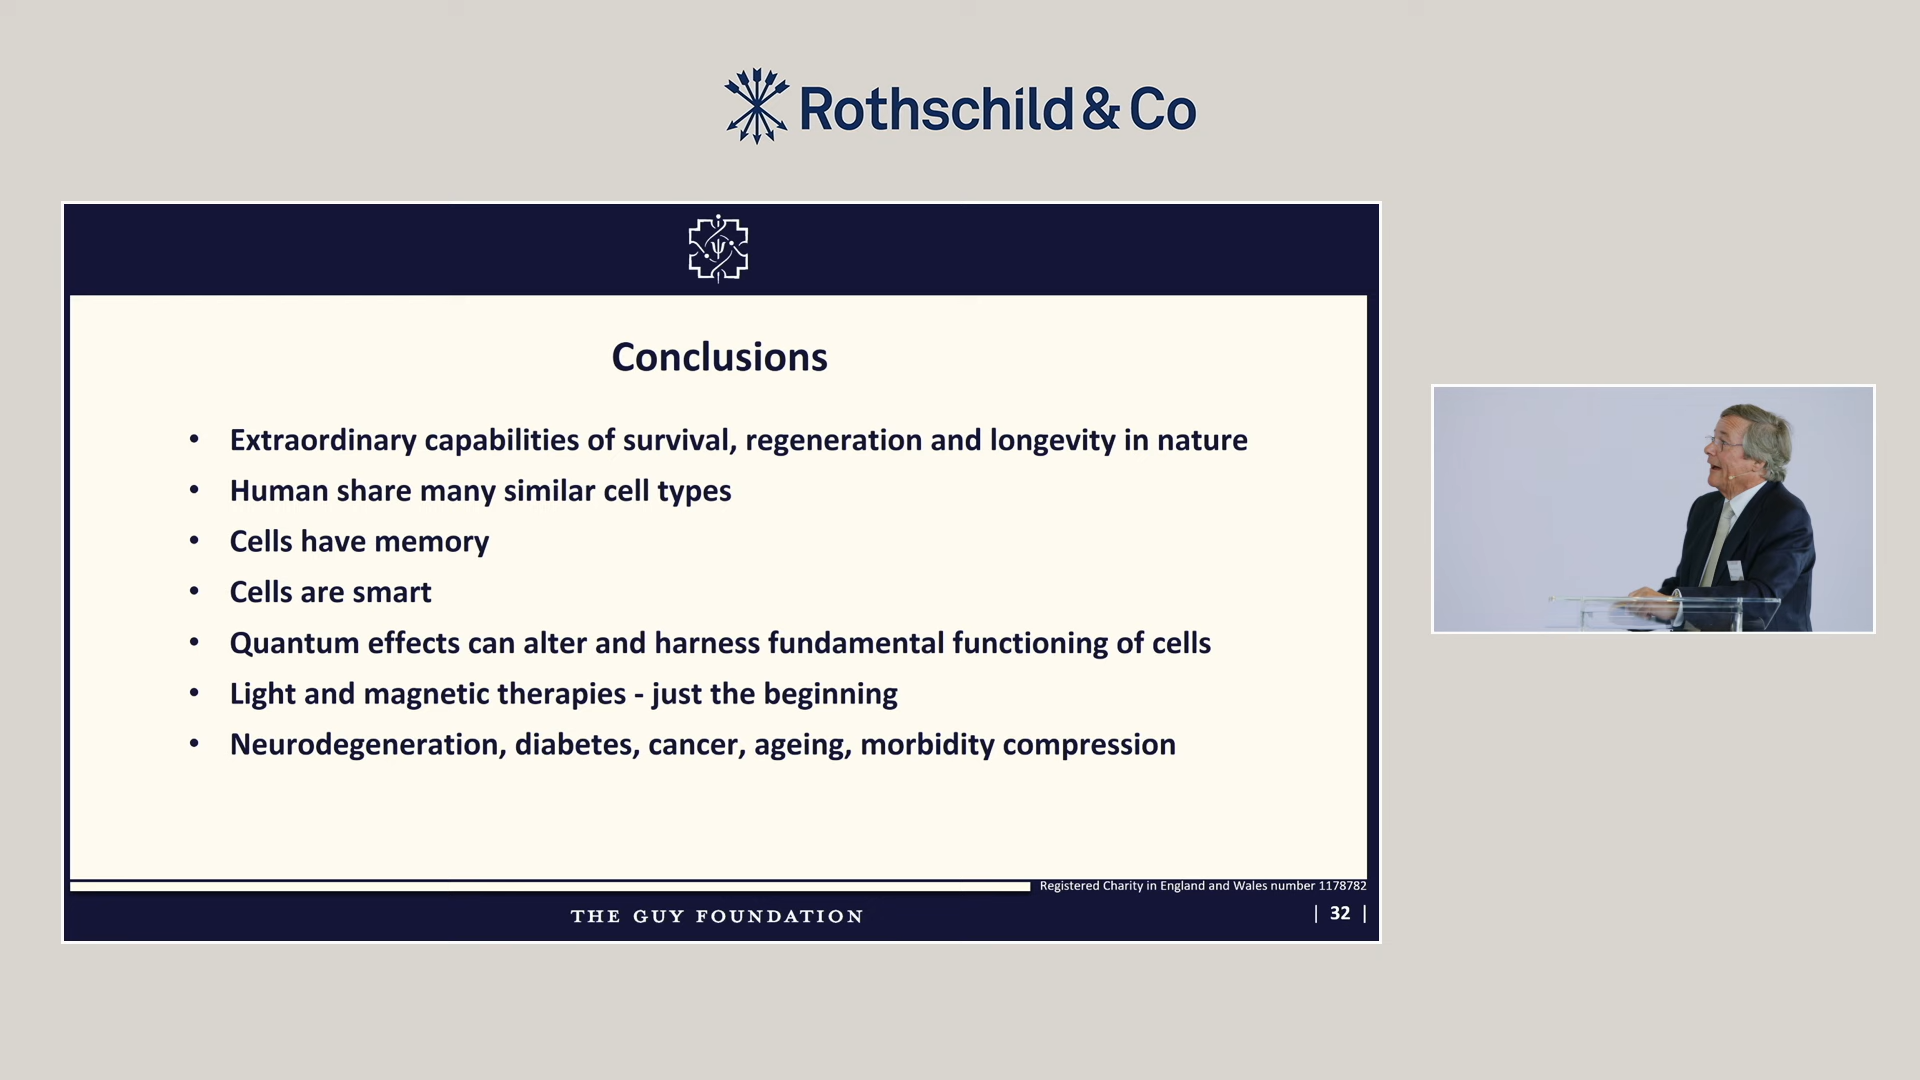 Rothschild & Co
Conclusions
• Extraordinary capabilities of survival, regeneration and longevity in nature
• Human share many similar cell types
• Cells have memory
• Cells are smart
• Quantum effects can alter and harness fundamental functioning of cells
• Light and magnetic therapies - just the beginning
• Neurodegeneration, diabetes, cancer, ageing, morbidity compression
Registered Charity in England and Wales number 1178782
THE GUY FOUNDATION
| 32 |